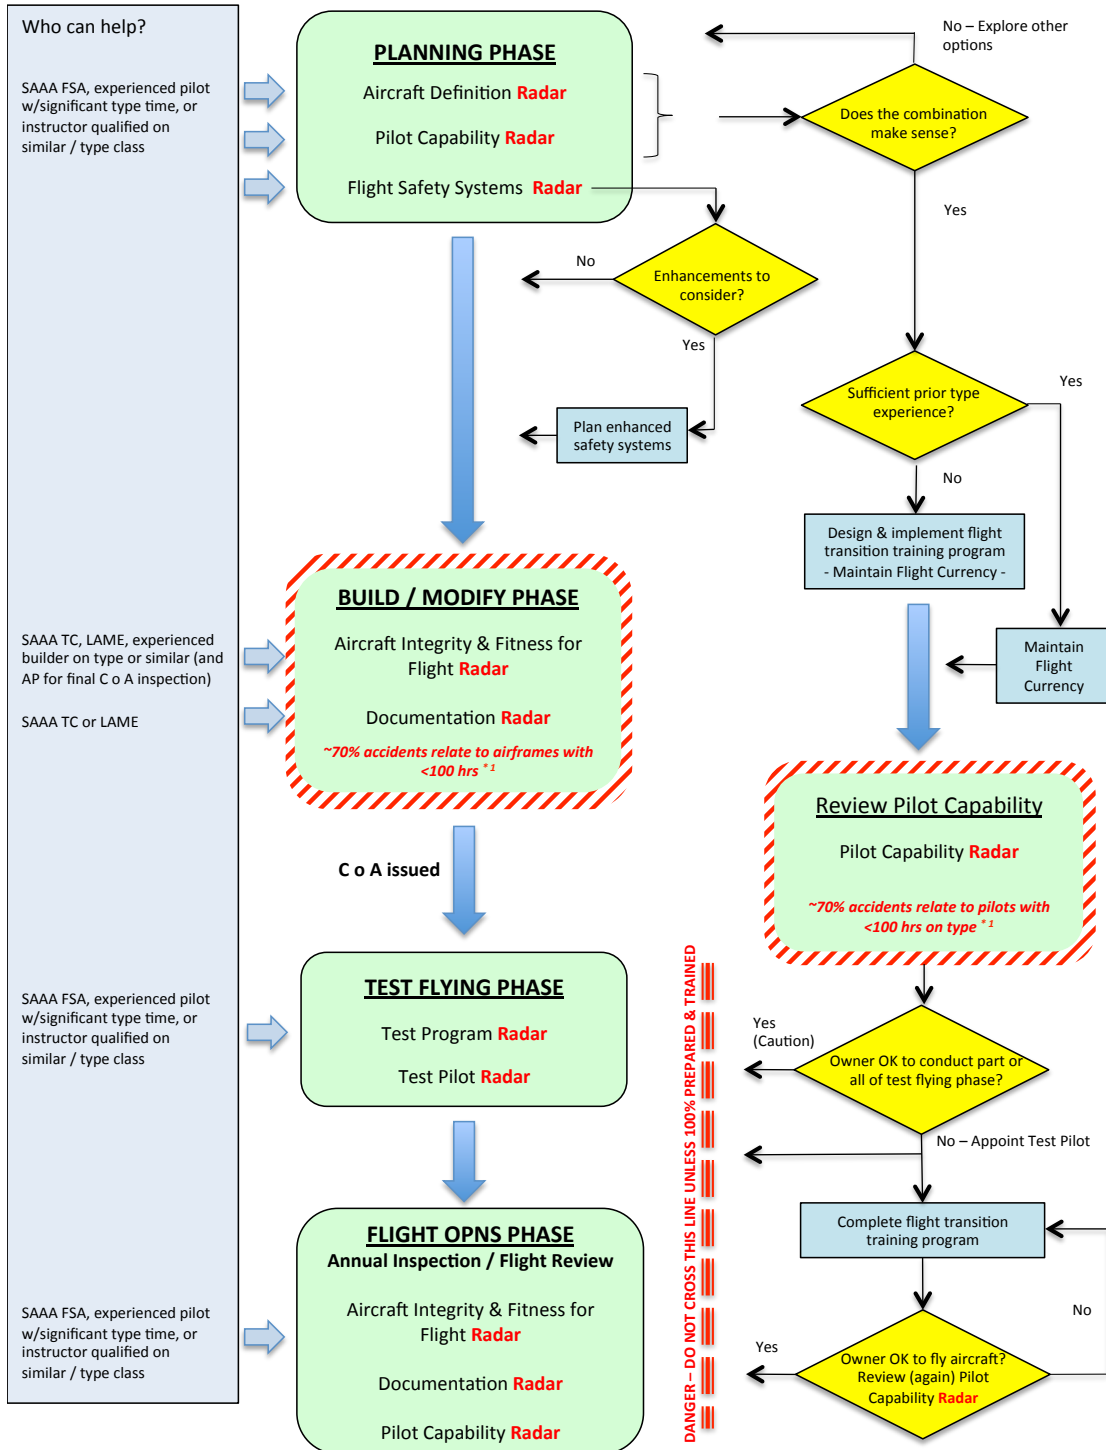 Who can help?
SAAA FSA, experienced pilot
w/significant type time, or
instructor qualified on
similar / type class
PLANNING PHASE
Aircraft Definition Radar
Pilot Capability Radar
Flight Safety Systems Radar
No – Explore other
options
Does the combination
make sense?
Yes
No
Enhancements to
consider?
Yes
Plan enhanced
safety systems
Sufficient prior type
experience?
Yes
No
Design & implement flight
transition training program
- Maintain Flight Currency -
Maintain
Flight
Currency
SAAA TC, LAME, experienced
builder on type or similar (and
AP for final C o A inspection)
SAAA TC or LAME
BUILD / MODIFY PHASE
Aircraft Integrity & Fitness for
Flight Radar
Documentation Radar
~70% accidents relate to airframes with
<100 hrs *1
Review Pilot Capability
Pilot Capability Radar
~70% accidents relate to pilots with
<100 hrs on type *1
C o A issued
SAAA FSA, experienced pilot
w/significant type time, or
instructor qualified on
similar / type class
TEST FLYING PHASE
Test Program Radar
Test Pilot Radar
DANGER – DO NOT CROSS THIS LINE UNLESS 100% PREPARED & TRAINED
Yes
(Caution)
Owner OK to conduct part or
all of test flying phase?
No – Appoint Test Pilot
Complete flight transition
training program
No
Yes
Owner OK to fly aircraft?
Review (again) Pilot
Capability Radar
SAAA FSA, experienced pilot
w/significant type time, or
instructor qualified on
similar / type class
FLIGHT OPNS PHASE
Annual Inspection / Flight Review
Aircraft Integrity & Fitness for
Flight Radar
Documentation Radar
Pilot Capability Radar